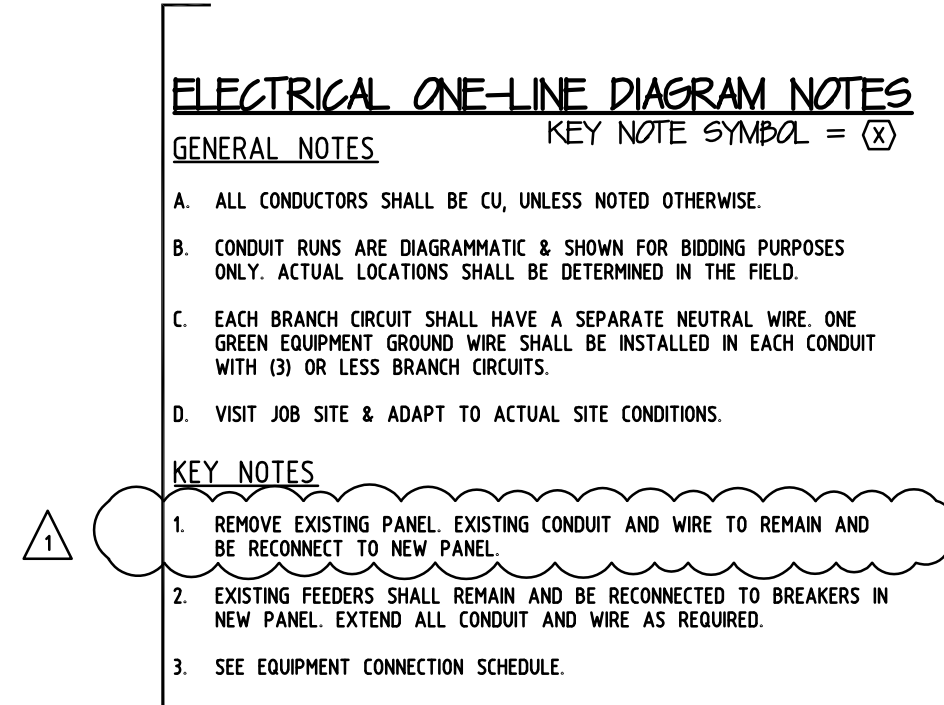 ELECTRICAL ONE-LINE DIAGRAM NOTES
KEY NOTE SYMBOL = X
GENERAL NOTES
A. ALL CONDUCTORS SHALL BE CU, UNLESS NOTED OTHERWISE.
B. CONDUIT RUNS ARE DIAGRAMMATIC & SHOWN FOR BIDDING PURPOSES
ONLY. ACTUAL LOCATIONS SHALL BE DETERMINED IN THE FIELD.
C. EACH BRANCH CIRCUIT SHALL HAVE A SEPARATE NEUTRAL WIRE. ONE
GREEN EQUIPMENT GROUND WIRE SHALL BE INSTALLED IN EACH CONDUIT
WITH (3) OR LESS BRANCH CIRCUITS.
D. VISIT JOB SITE & ADAPT TO ACTUAL SITE CONDITIONS.
KEY NOTES
1
1. REMOVE EXISTING PANEL. EXISTING CONDUIT AND WIRE TO REMAIN AND
BE RECONNECT TO NEW PANEL.
2. EXISTING FEEDERS SHALL REMAIN AND BE RECONNECTED TO BREAKERS IN
NEW PANEL. EXTEND ALL CONDUIT AND WIRE AS REQUIRED.
3. SEE EQUIPMENT CONNECTION SCHEDULE.